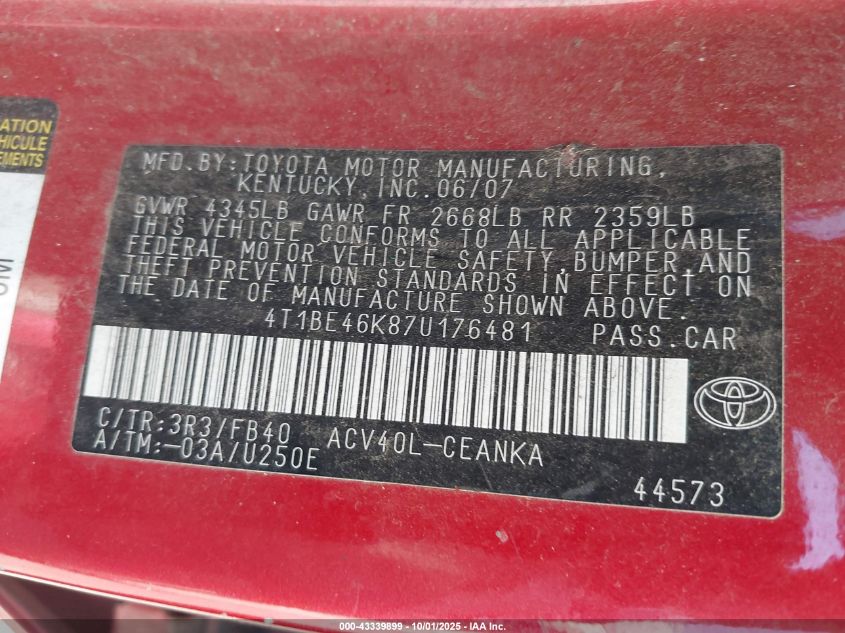 ATION
HICULE
EMENTS
MFD.BY:TOYOTA MOTOR MANUFACTURING,
KENTUCKY,INC.06/07
GVWR 4345LB GAWR FR 2668LB RR 2359LB
THIS VEHICLE CONFORMS TO ALL APPLICABLE
FEDERAL MOTOR VEHICLE SAFETY,BUMPER,AND
THEFT PREVENTION STANDARDS IN EFFECT ON
THE DATE OF MANUFACTURE SHOWN ABOVE.
4T1BE46K87U176481 PASS.CAR
C/TR:3R3/FB40 ACV40L-CEANKA
A/TM:-03A/U250E
44573
000-43339899 | 10/01/2025 | IAA Inc.